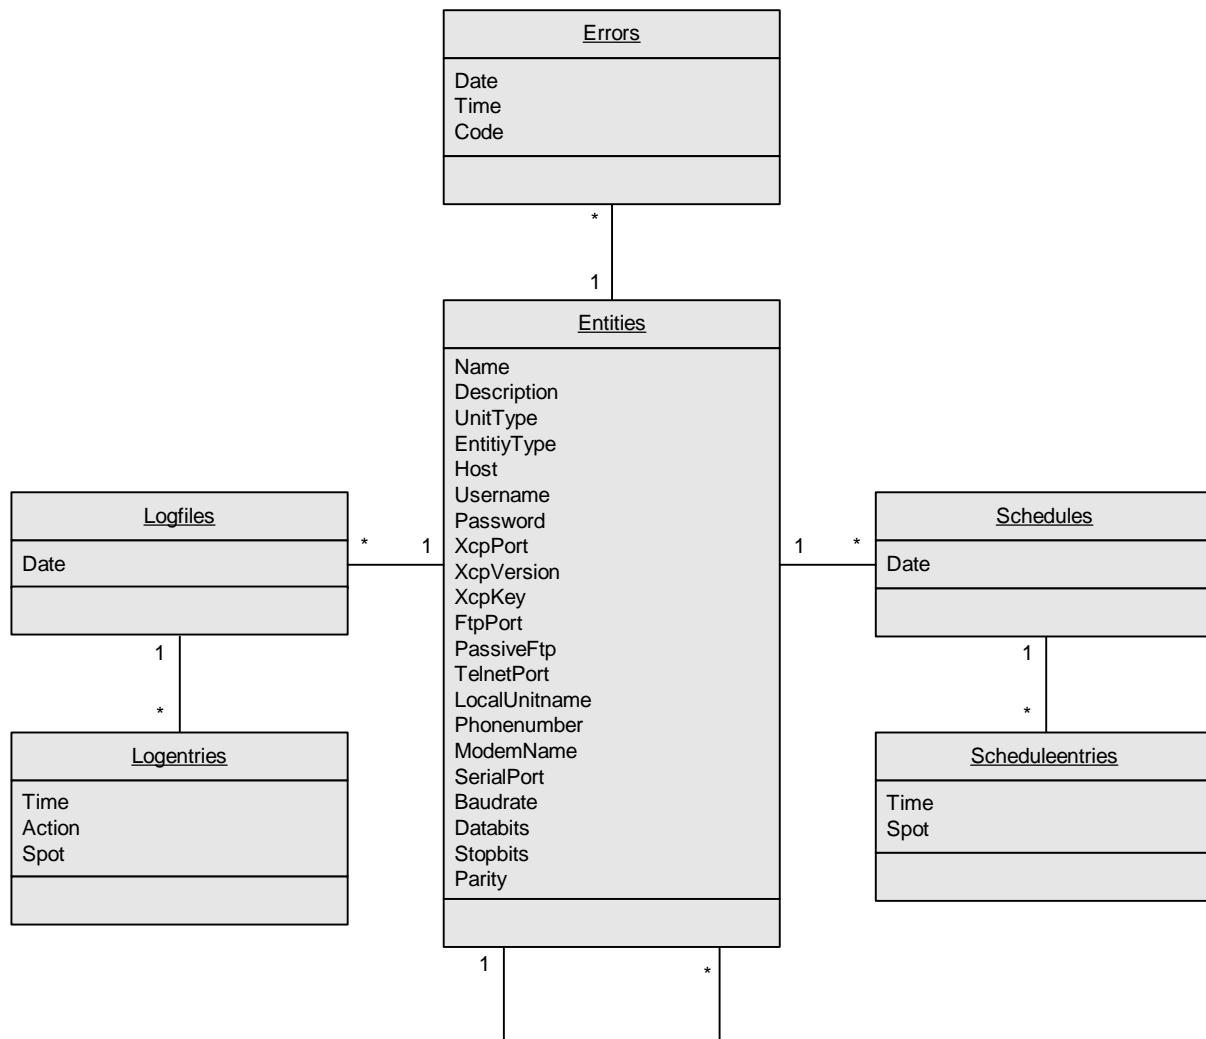 Errors
Date
Time
Code
*
1
Entities
Name
Description
UnitType
EntitiyType
Host
Username
Password
XcpPort
XcpVersion
XcpKey
FtpPort
PassiveFtp
TelnetPort
LocalUnitname
Phonenumber
ModemName
SerialPort
Baudrate
Databits
Stopbits
Parity
Logfiles
Date
* 1
1
*
Logentries
Time
Action
Spot
Schedules
Date
1 *
1
*
Scheduleentries
Time
Spot
1 *